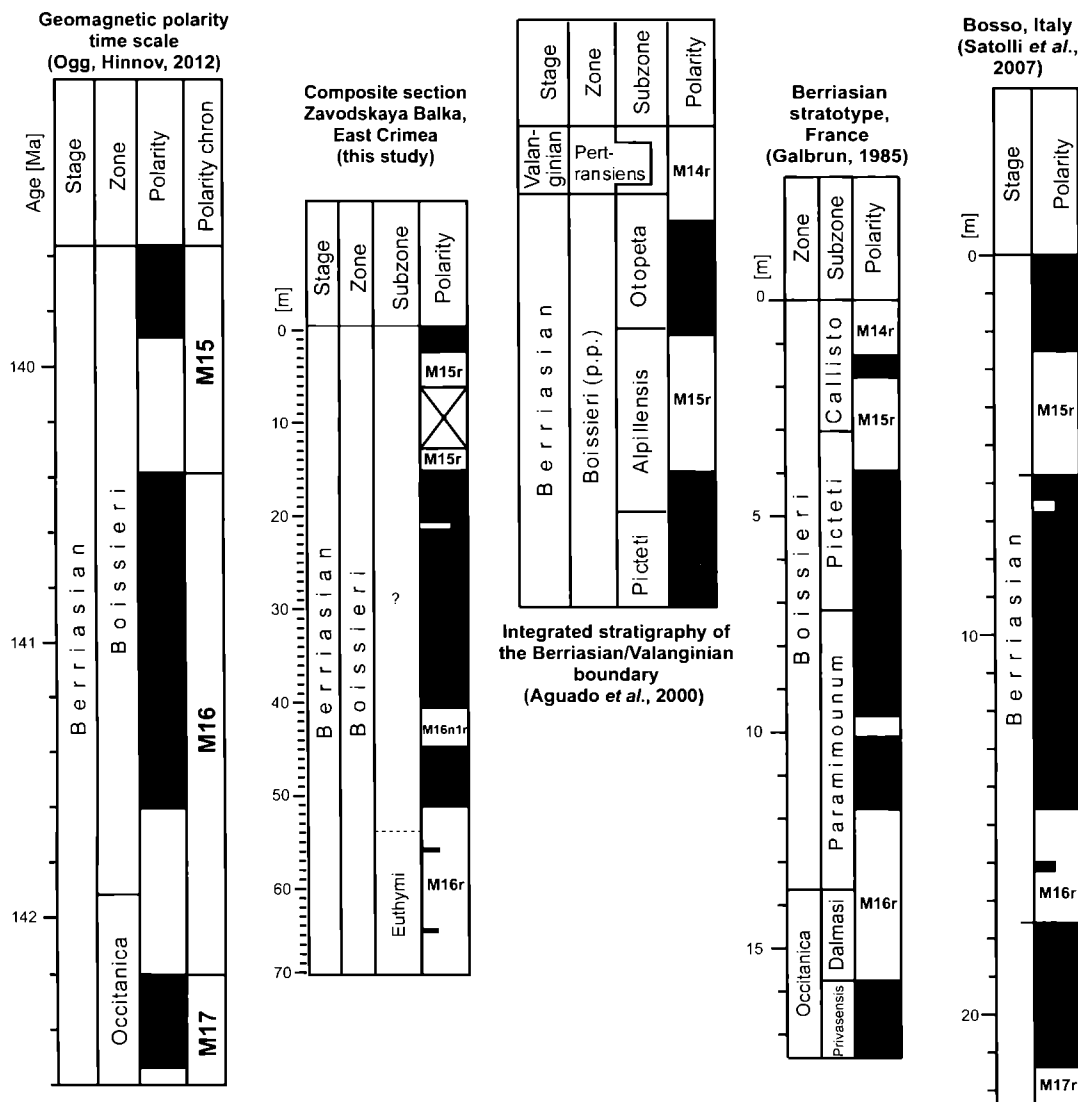 Geomagnetic polarity
time scale
(Ogg, Hinnov, 2012)
Age [Ma]
Stage
Zone
Polarity
Polarity chron
140
141
142
Berriasian
Boissieri
Occitanica
M15
M16
M17
Composite section
Zavodskaya Balka,
East Crimea
(this study)
[m]
Stage
Zone
Subzone
Polarity
0
10
20
30
40
50
60
70
Berriasian
Boissieri
?
Euthymi
M15r
M15r
M16n1r
M16r
Stage
Zone
Subzone
Polarity
Valan-
ginian
Pert-
ransiens
M14r
Berriasian
Boissieri (p.p.)
Otopeta
Alpillensis
Picteti
M15r
Integrated stratigraphy of
the Berriasian/Valanginian
boundary
(Aguado et al., 2000)
Berriasian
stratotype,
France
(Galbrun, 1985)
[m]
Zone
Subzone
Polarity
0
5
10
15
Boissieri
Occitanica
Callisto
Picteti
Paramimounum
Dalmasi
Privasensis
M14r
M15r
M16r
Bosso, Italy
(Satolli et al.,
2007)
[m]
Stage
Polarity
0
10
20
Berriasian
M15r
M16r
M17r